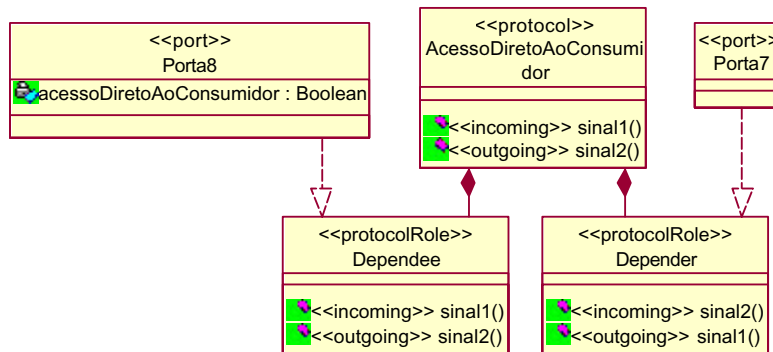 <<port>>
Porta8
acessoDiretoAoConsumidor : Boolean
<<protocol>>
AcessoDiretoAoConsumi
dor
<<incoming>> sinal1()
<<outgoing>> sinal2()
<<port>>
Porta7
<<protocolRole>>
Dependee
<<incoming>> sinal1()
<<outgoing>> sinal2()
<<protocolRole>>
Depender
<<incoming>> sinal2()
<<outgoing>> sinal1()